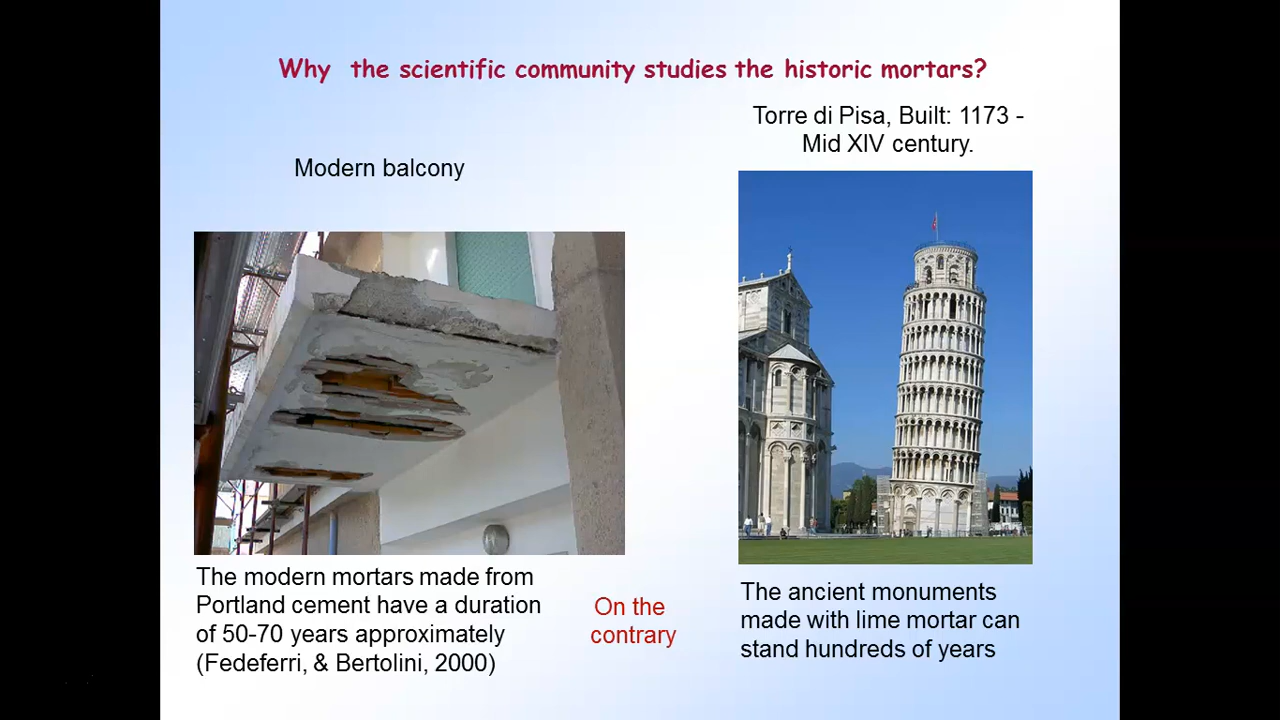 Why the scientific community studies the historic mortars?
Modern balcony
Torre di Pisa, Built: 1173 -
Mid XIV century.
The modern mortars made from
Portland cement have a duration
of 50-70 years approximately
(Fedeferri, & Bertolini, 2000)
On the
contrary
The ancient monuments
made with lime mortar can
stand hundreds of years